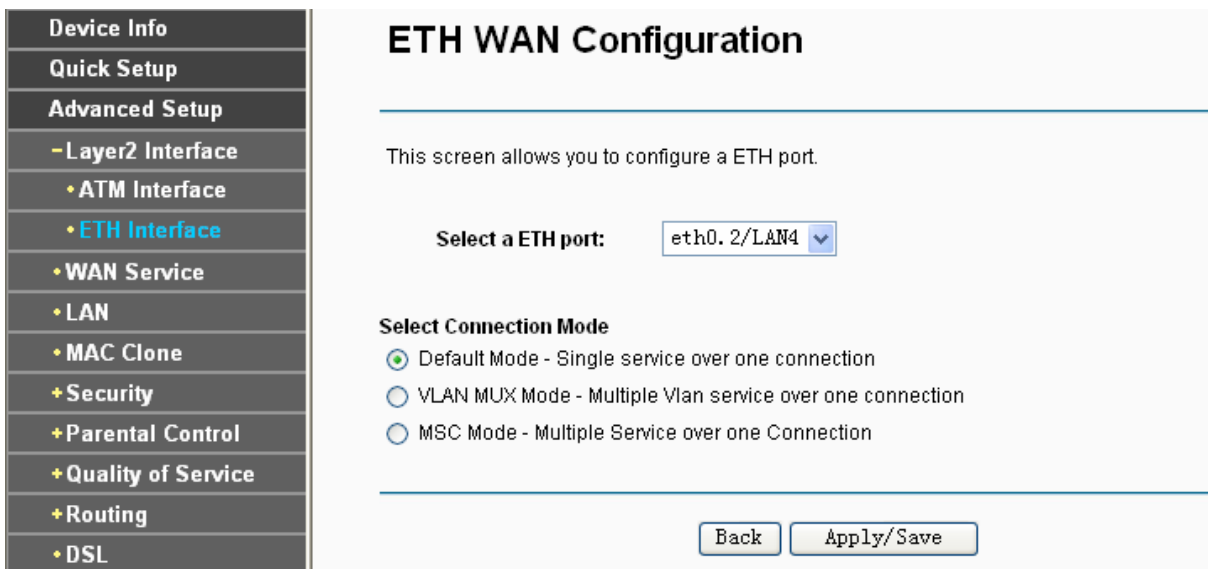 Device Info
Quick Setup
Advanced Setup
-Layer2 Interface
•ATM Interface
•ETH Interface
•WAN Service
•LAN
•MAC Clone
+Security
+Parental Control
+Quality of Service
+Routing
•DSL
ETH WAN Configuration
This screen allows you to configure a ETH port.
Select a ETH port: eth0.2/LAN4
Select Connection Mode
Default Mode - Single service over one connection
VLAN MUX Mode - Multiple Vlan service over one connection
MSC Mode - Multiple Service over one Connection
Back Apply/Save